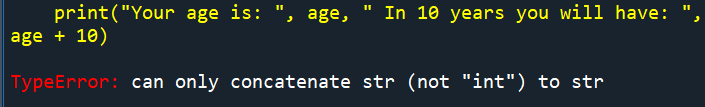 print("Your age is: ", age, " In 10 years you will have: ",
age + 10)
TypeError: can only concatenate str (not "int") to str